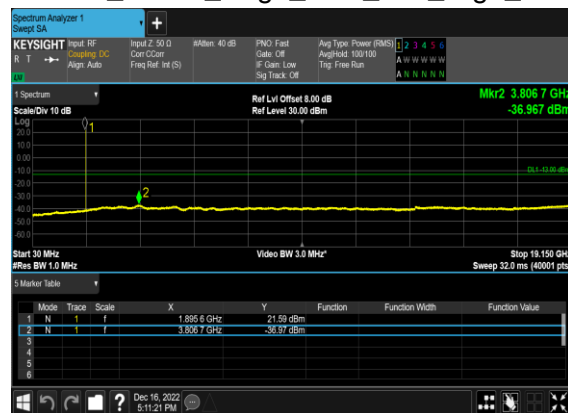 Spectrum Analyzer 1
Swept SA
KEYSIGHT Input: RF Input Z: 50 Ω #Atten: 40 dB PNO: Fast Avg Type: Power (RMS) 1 2 3 4 5 6
R T Coupling: DC Corr CCorr Gate: Off Avg|Hold: 100/100 A W W W W W
Align: Auto Freq Ref: Int (S) IF Gain: Low Trig: Free Run
LM Sig Track: Off A N N N N N
1 Spectrum Ref Lvl Offset 8.00 dB Mkr2 3.806 7 GHz
Scale/Div 10 dB Ref Level 30.00 dBm -36.967 dBm
Log
20.0
10.0
0.00
-10.0
DL1 -13.00 dBm
-20.0
-30.0
-40.0
-50.0
-60.0
1
2
Start 30 MHz Video BW 3.0 MHz* Stop 19.150 GHz
#Res BW 1.0 MHz Sweep 32.0 ms (40001 pts)
5 Marker Table
Mode Trace Scale X Y Function Function Width Function Value
1 N 1 f 1.895 6 GHz 21.59 dBm
2 N 1 f 3.806 7 GHz -36.97 dBm
3
4
5
6
? Dec 16, 2022
5:11:21 PM